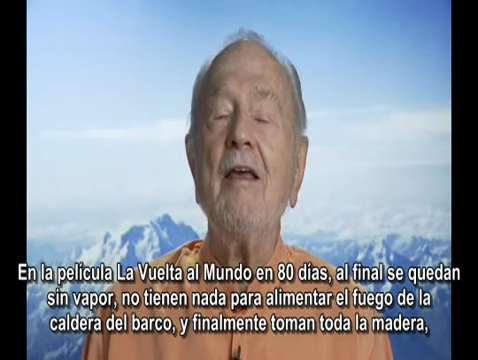 En la película La Vuelta al Mundo en 80 días, al final se quedan
sin vapor, no tienen nada para alimentar el fuego de la
caldera del barco, y finalmente toman toda la madera,